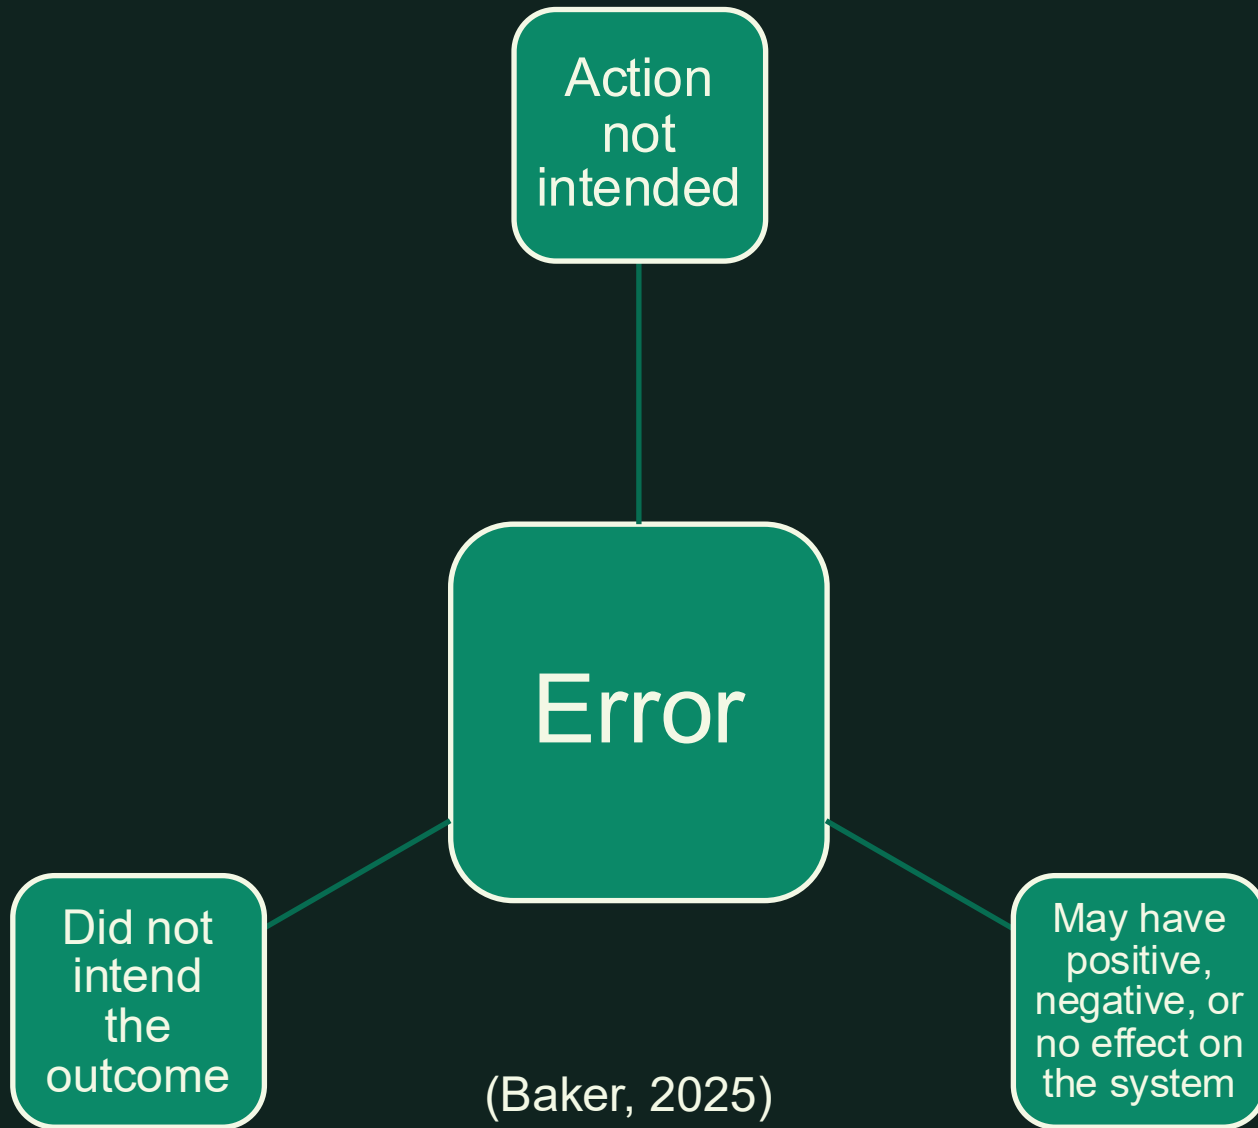 Action
not
intended
Error
Did not
intend
the
outcome
May have
positive,
negative, or
no effect on
the system
(Baker, 2025)